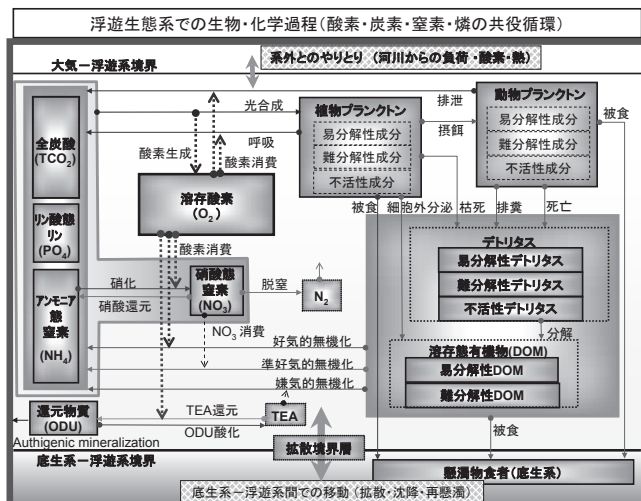 浮遊生態系での生物・化学過程(酸素・炭素・窒素・燐の共役循環)
大気－浮遊系境界
系外とのやりとり (河川からの負荷・酸素・熱)
全炭酸
(TCO₂)
リン酸態
リン
(PO₄)
アンモニア
態
窒素
(NH₄)
光合成
呼吸
酸素生成
酸素消費
溶存酸素
(O₂)
酸素消費
植物プランクトン
易分解性成分
難分解性成分
不活性成分
排泄
摂餌
動物プランクトン
易分解性成分
難分解性成分
不活性成分
被食
被食
細胞外分泌
枯死
排糞
死亡
デトリタス
易分解性デトリタス
難分解性デトリタス
不活性デトリタス
分解
溶存態有機物(DOM)
易分解性DOM
難分解性DOM
硝化
硝酸還元
硝酸態
窒素
(NO₃)
脱窒
N₂
NO₃消費
好気的無機化
準好気的無機化
嫌気的無機化
還元物質
(ODU)
TEA還元
ODU酸化
TEA
Authigenic mineralization
拡散境界層
被食
底生系－浮遊系境界
懸濁物食者(底生系)
底生系－浮遊系間での移動 (拡散・沈降・再懸濁)